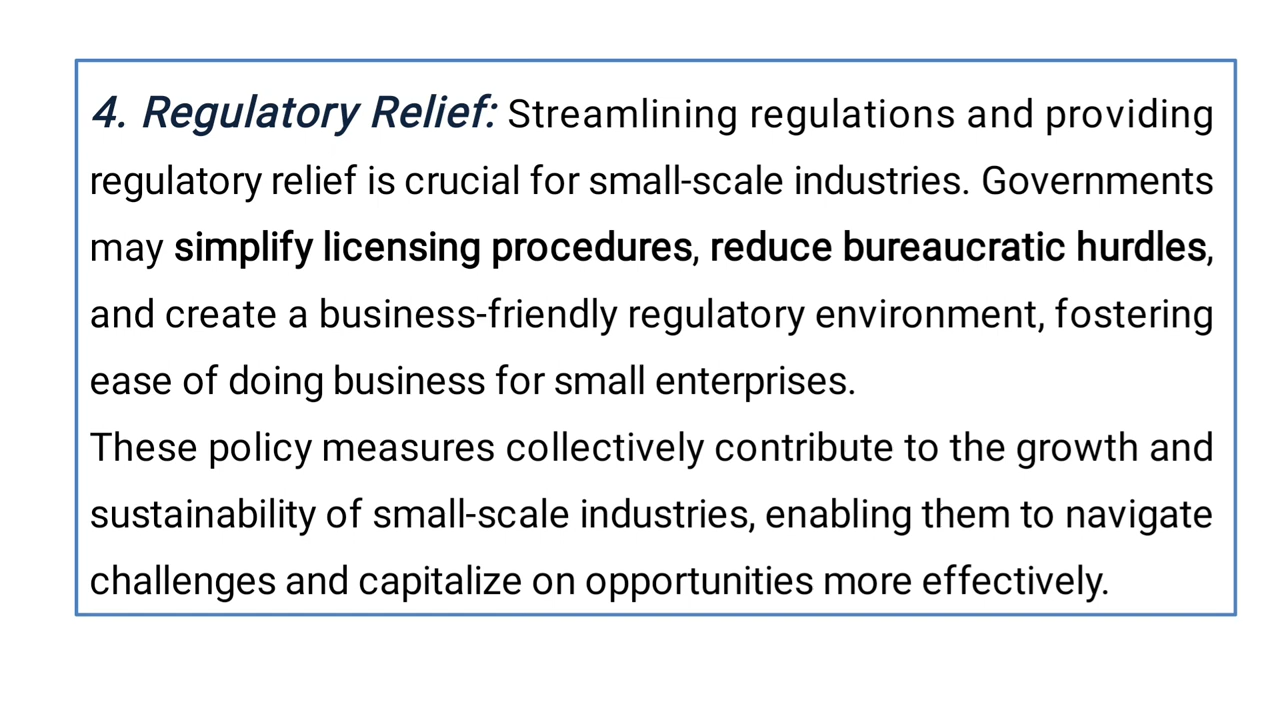 4. Regulatory Relief: Streamlining regulations and providing
regulatory relief is crucial for small-scale industries. Governments
may simplify licensing procedures, reduce bureaucratic hurdles,
and create a business-friendly regulatory environment, fostering
ease of doing business for small enterprises.
These policy measures collectively contribute to the growth and
sustainability of small-scale industries, enabling them to navigate
challenges and capitalize on opportunities more effectively.